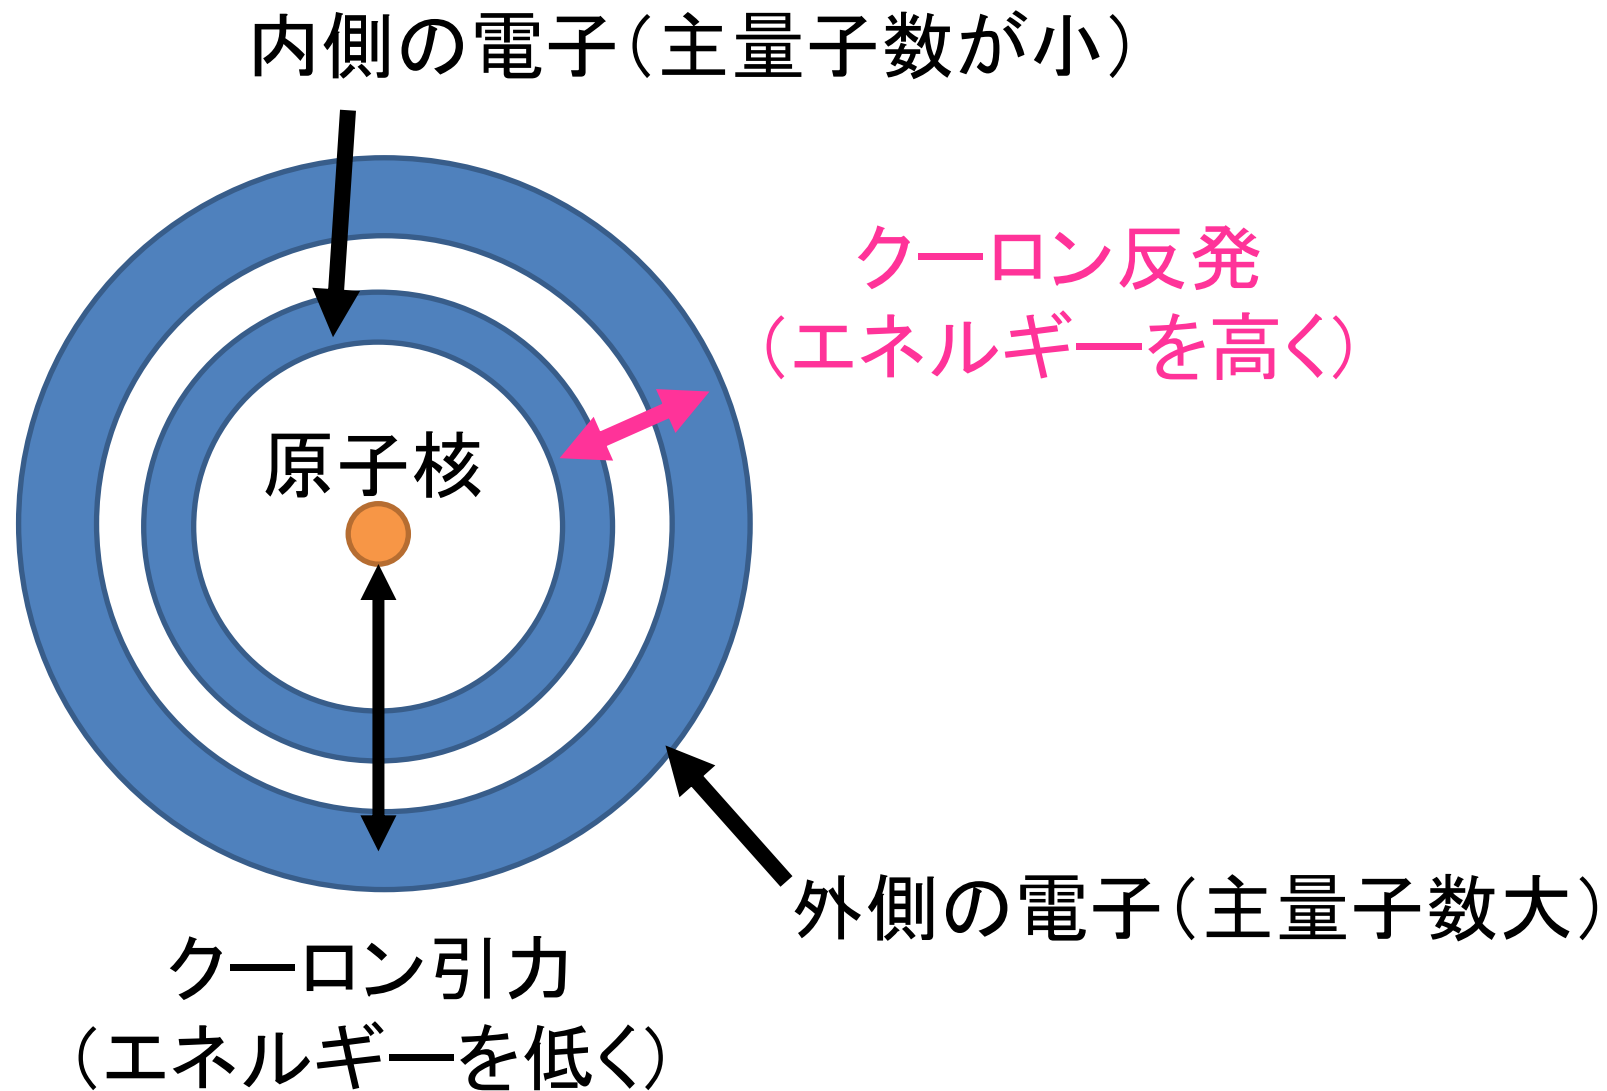 内側の電子（主量子数が小）
クーロン反発
（エネルギーを高く）
原子核
外側の電子（主量子数大）
クーロン引力
（エネルギーを低く）